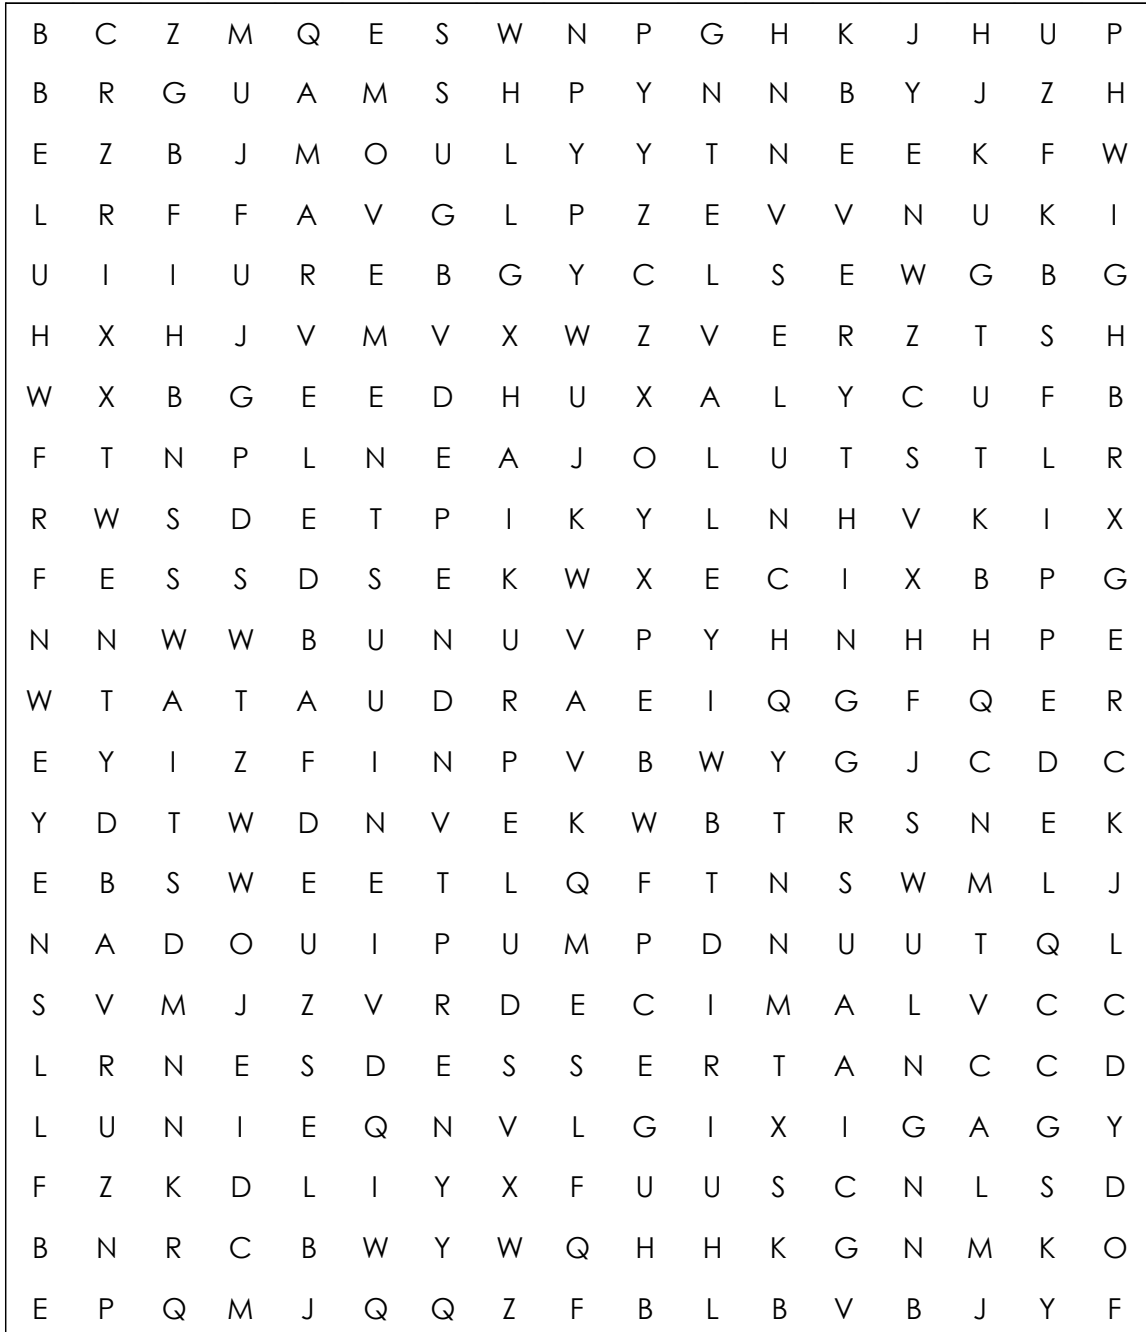 B C Z M Q E S W N P G H K J H U P
B R G U A M S H P Y N N B Y J Z H
E Z B J M O U L Y Y T N E E K F W
L R F F A V G L P Z E V V N U K I
U I I U R E B G Y C L S E W G B G
H X H J V M V X W Z V E R Z T S H
W X B G E E D H U X A L Y C U F B
F T N P L N E A J O L U T S T L R
R W S D E T P I K Y L N H V K I X
F E S S D S E K W X E C I X B P G
N N W W B U N U V P Y H N H H P E
W T A T A U D R A E I Q G F Q E R
E Y I Z F I N P V B W Y G J C D C
Y D T W D N V E K W B T R S N E K
E B S W E E T L Q F T N S W M L J
N A D O U I P U M P D N U U T Q L
S V M J Z V R D E C I M A L V C C
L R N E S D E S S E R T A N C C D
L U N I E Q N V L G I X I G A G Y
F Z K D L I Y X F U U S C N L S D
B N R C B W Y W Q H H K G N M K O
E P Q M J Q Q Z F B L B V B J Y F